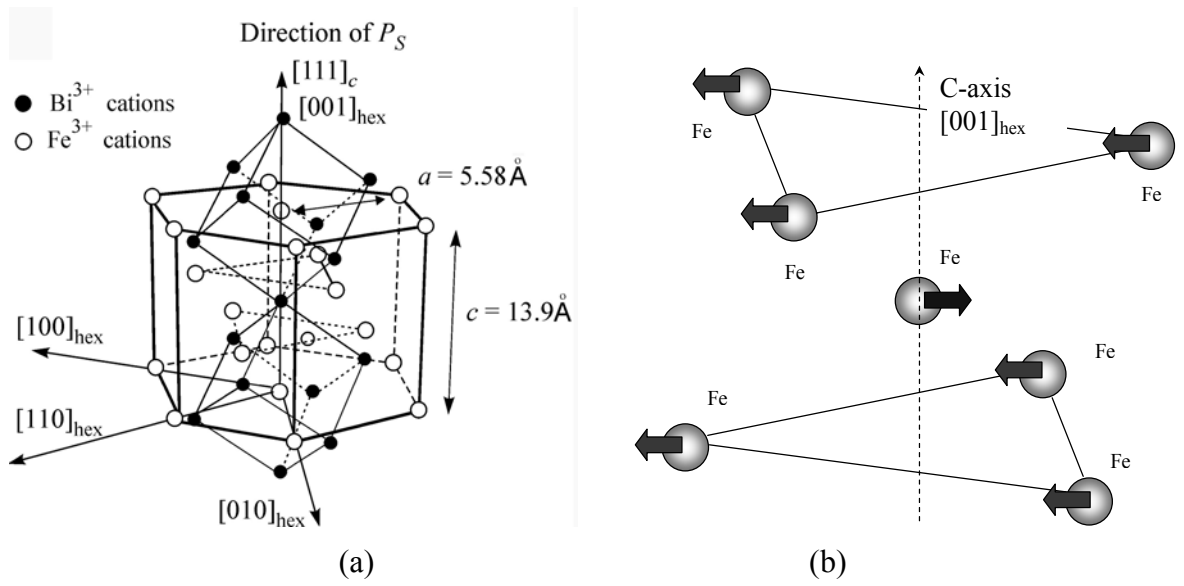 Direction of P_S
[111]_c
[001]_hex
Bi^3+ cations
Fe^3+ cations
a = 5.58Å
c = 13.9Å
[100]_hex
[110]_hex
[010]_hex
(a)
C-axis
[001]_hex
Fe
Fe
Fe
Fe
Fe
Fe
Fe
(b)